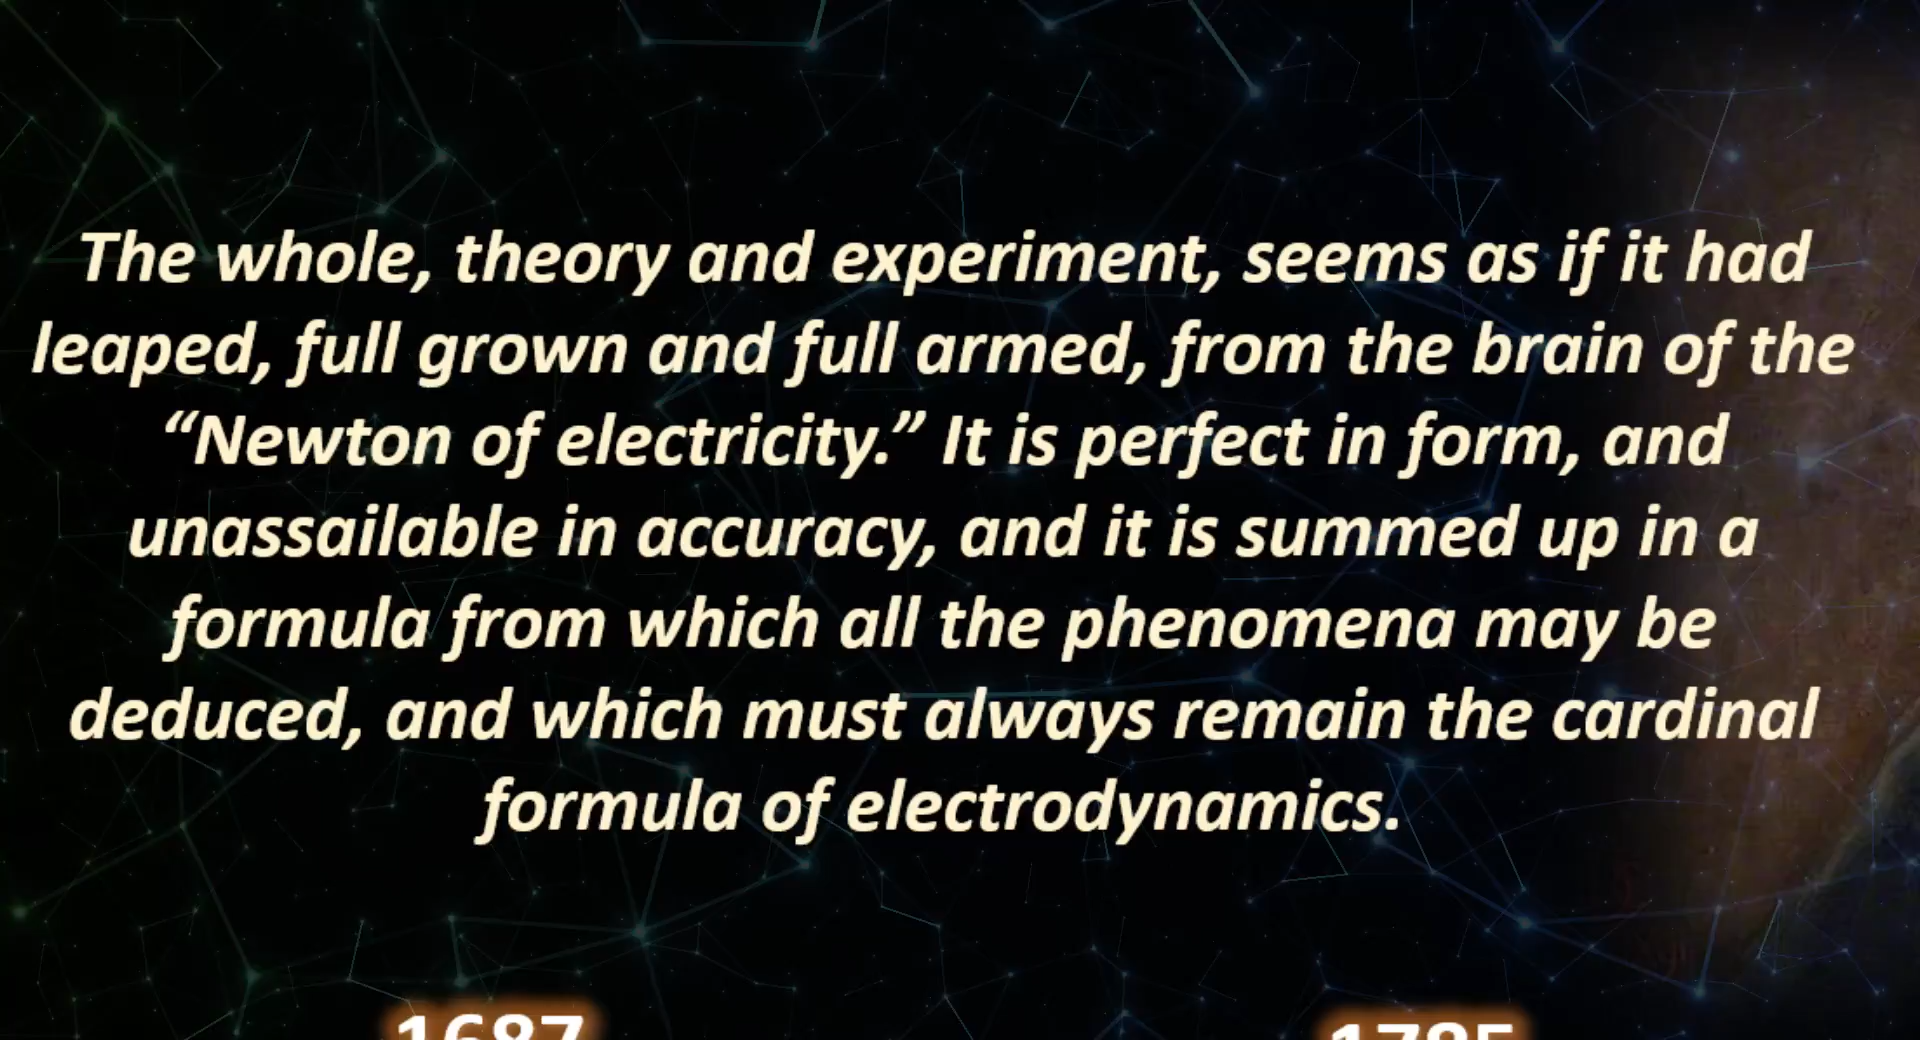 The whole, theory and experiment, seems as if it had
leaped, full grown and full armed, from the brain of the
“Newton of electricity.” It is perfect in form, and
unassailable in accuracy, and it is summed up in a
formula from which all the phenomena may be
deduced, and which must always remain the cardinal
formula of electrodynamics.
1687 1785